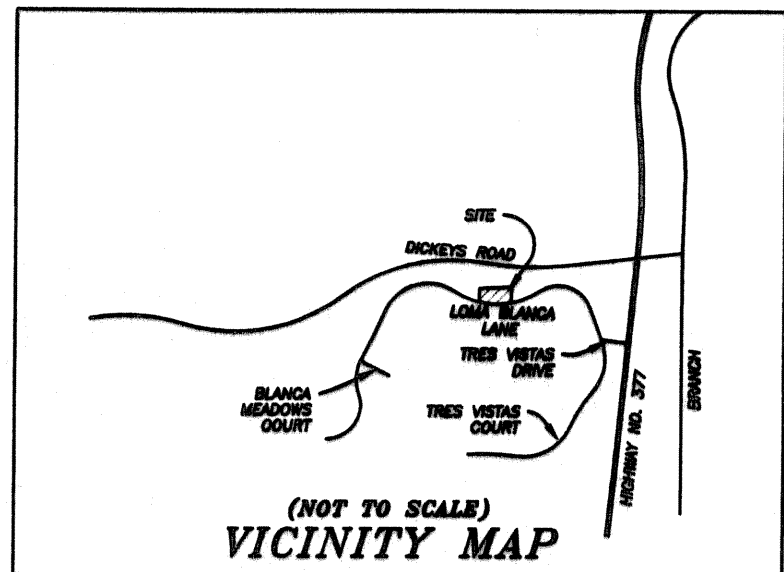 SITE
DICKEYS ROAD
LOMA BLANCA
LANE
TRES VISTAS
DRIVE
BLANCA
MEADOWS
COURT
TRES VISTAS
COURT
HIGHWAY NO. 377
BRANCH
(NOT TO SCALE)
VICINITY MAP